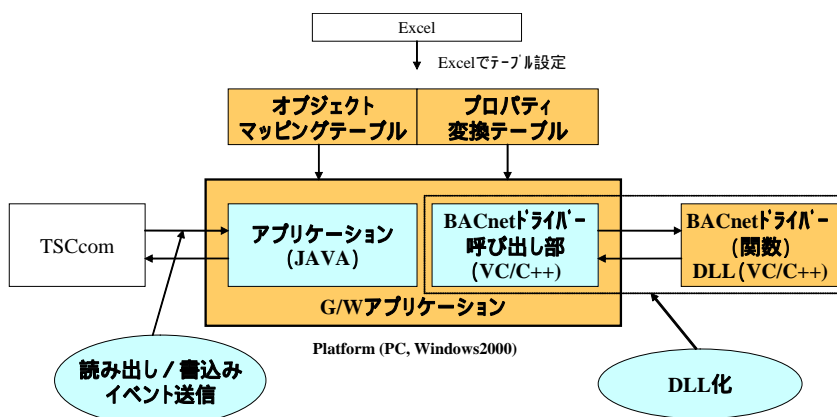 Excel
Excelでﾃｰﾌﾞﾙ設定
オブジェクト
マッピングテーブル
プロパティ
変換テーブル
TSCcom
アプリケーション
(JAVA)
BACnetﾄﾞﾗｲﾊﾞｰ
呼び出し部
(VC/C++)
BACnetﾄﾞﾗｲﾊﾞｰ
(関数)
DLL(VC/C++)
G/Wアプリケーション
Platform (PC, Windows2000)
読み出し/書込み
イベント送信
DLL化